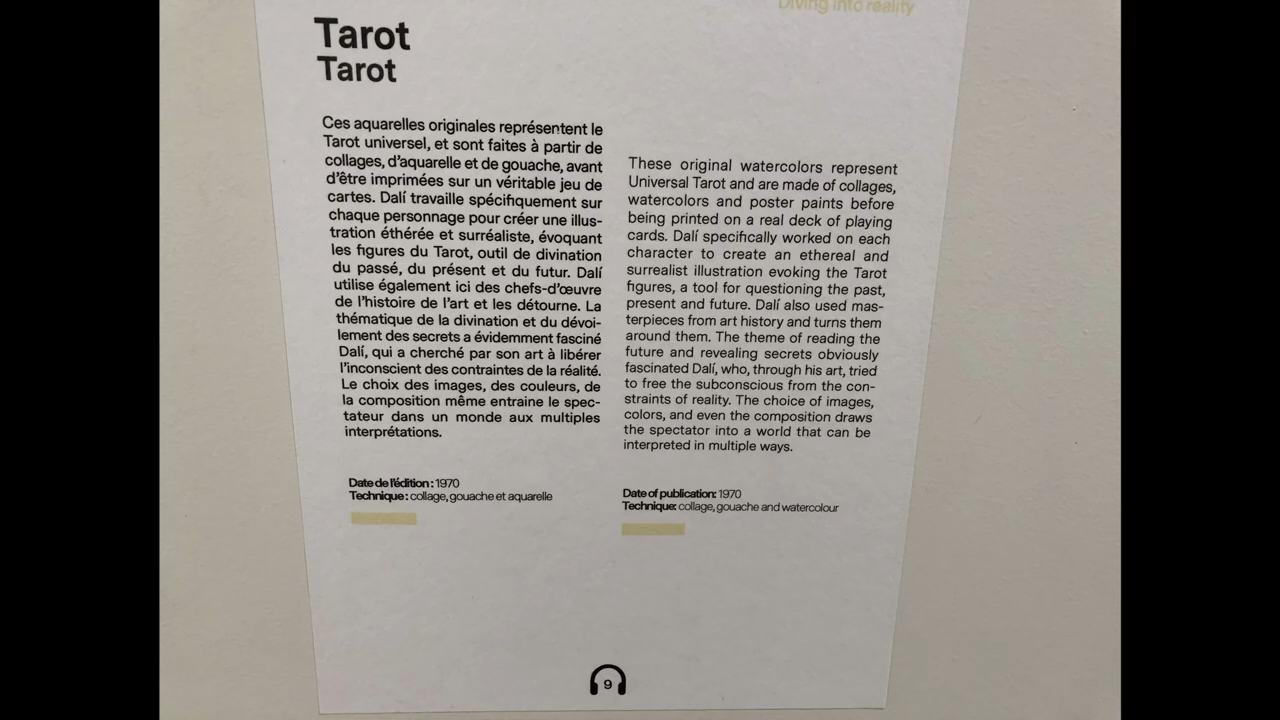 Diving into reality
Tarot
Tarot
Ces aquarelles originales représentent le
Tarot universel, et sont faites à partir de
collages, d'aquarelle et de gouache, avant
d'être imprimées sur un véritable jeu de
cartes. Dalí travaille spécifiquement sur
chaque personnage pour créer une illus-
tration éthérée et surréaliste, évoquant
les figures du Tarot, outil de divination
du passé, du présent et du futur. Dalí
utilise également ici des chefs-d'œuvre
de l'histoire de l'art et les détourne. La
thématique de la divination et du dévoi-
lement des secrets a évidemment fasciné
Dalí, qui a cherché par son art à libérer
l'inconscient des contraintes de la réalité.
Le choix des images, des couleurs, de
la composition même entraine le spec-
tateur dans un monde aux multiples
interprétations.
Date de l'édition : 1970
Technique : collage, gouache et aquarelle
These original watercolors represent
Universal Tarot and are made of collages,
watercolors and poster paints before
being printed on a real deck of playing
cards. Dalí specifically worked on each
character to create an ethereal and
surrealist illustration evoking the Tarot
figures, a tool for questioning the past,
present and future. Dalí also used mas-
terpieces from art history and turns them
around them. The theme of reading the
future and revealing secrets obviously
fascinated Dalí, who, through his art, tried
to free the subconscious from the con-
straints of reality. The choice of images,
colors, and even the composition draws
the spectator into a world that can be
interpreted in multiple ways.
Date of publication: 1970
Technique: collage, gouache and watercolour
9